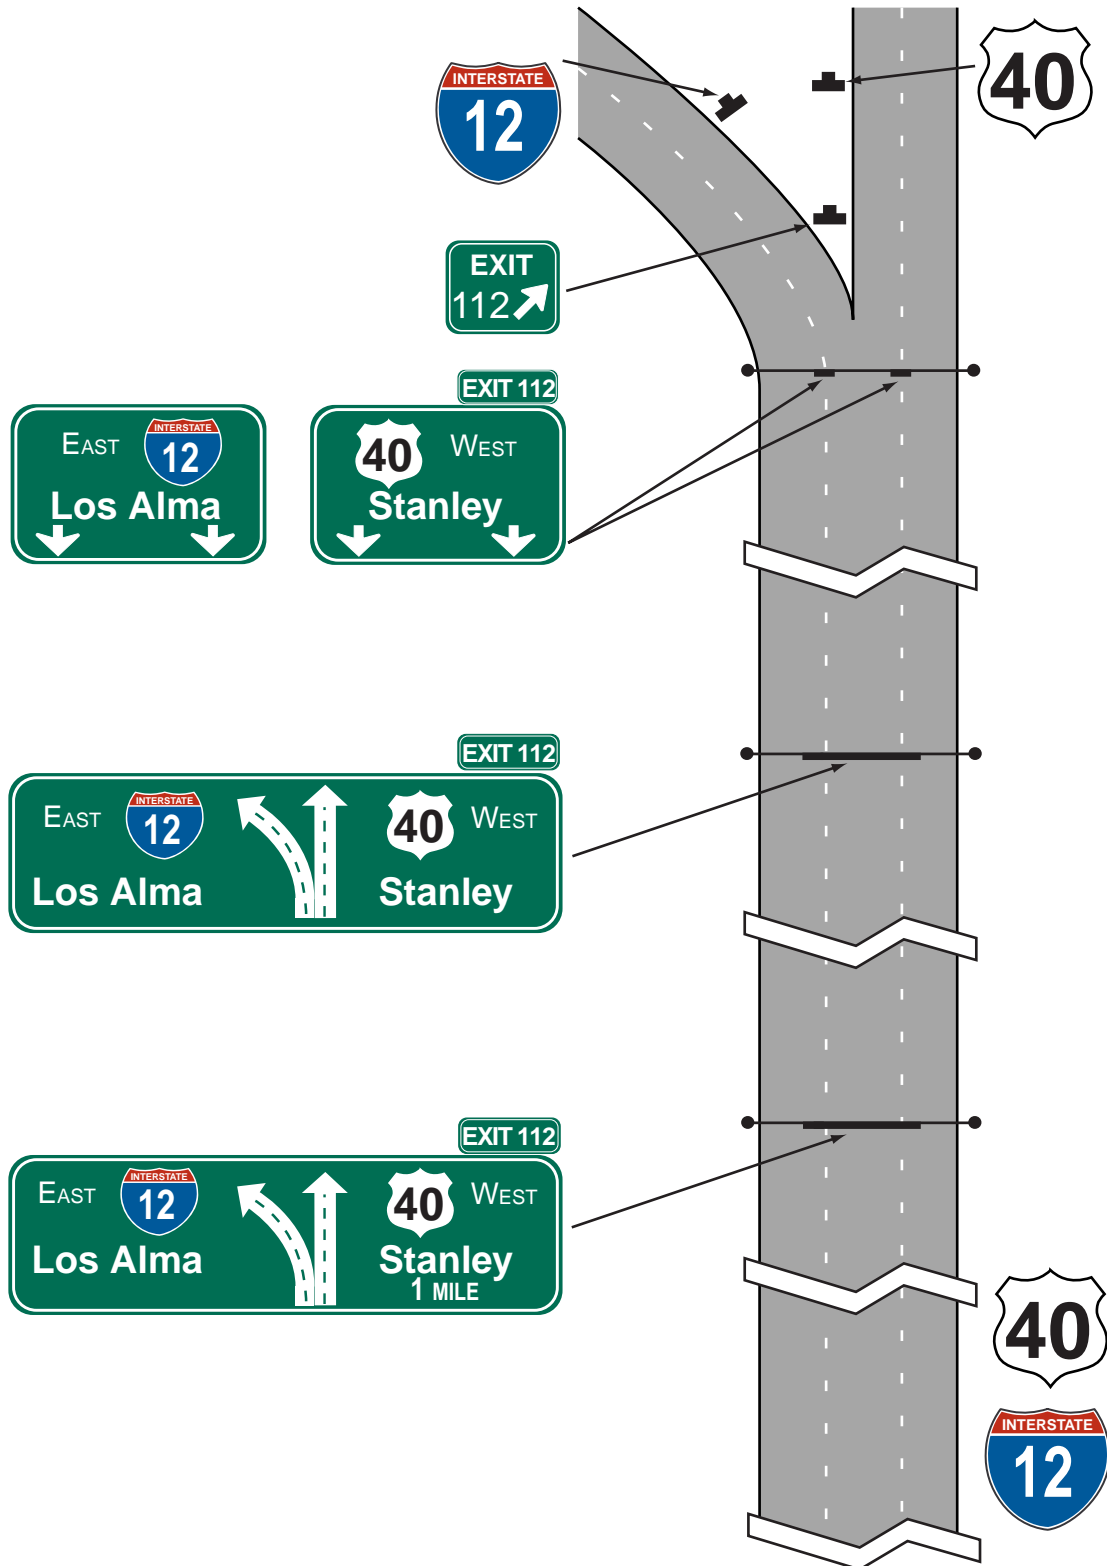 INTERSTATE
12
40
EXIT
112
EXIT 112
EAST
INTERSTATE
12
Los Alma
40
WEST
Stanley
EXIT 112
EAST
INTERSTATE
12
Los Alma
40
WEST
Stanley
EXIT 112
EAST
INTERSTATE
12
Los Alma
40
WEST
Stanley
1 MILE
40
INTERSTATE
12